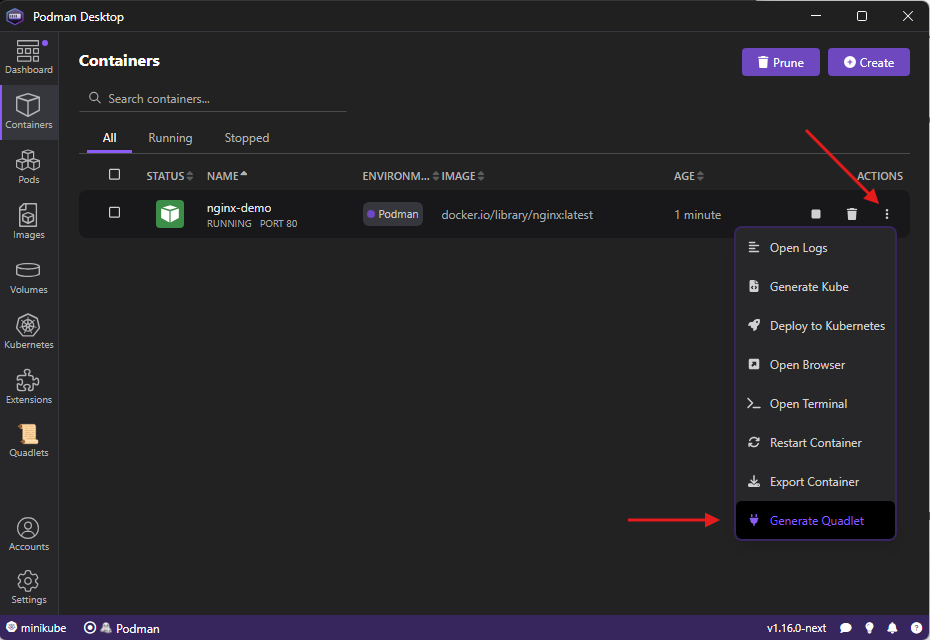 Podman Desktop
Dashboard
Containers
Pods
Images
Volumes
Kubernetes
Extensions
Quadlets
Accounts
Settings
Containers
Prune
Create
Search containers...
All Running Stopped
STATUS NAME ENVIRONM... IMAGE AGE ACTIONS
nginx-demo
RUNNING PORT 80
Podman
docker.io/library/nginx:latest
1 minute
Open Logs
Generate Kube
Deploy to Kubernetes
Open Browser
Open Terminal
Restart Container
Export Container
Generate Quadlet
minikube Podman v1.16.0-next